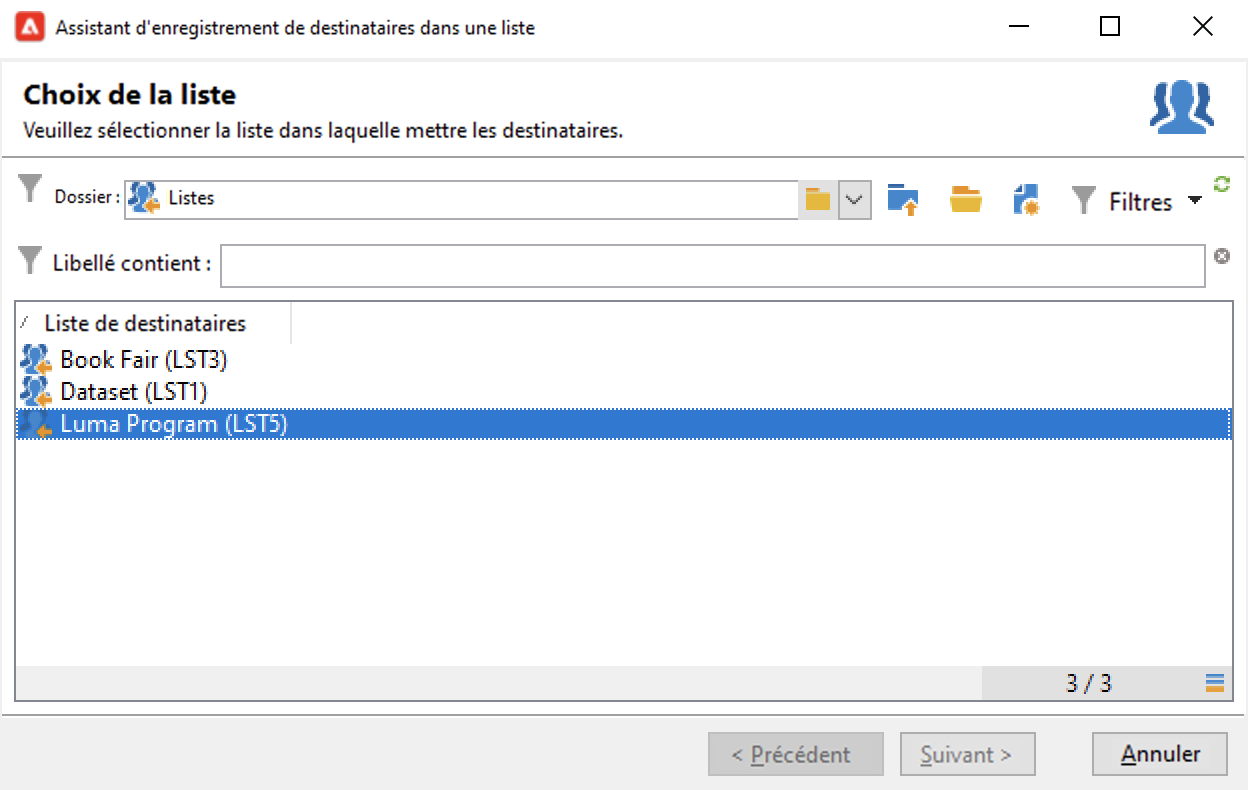 Assistant d'enregistrement de destinataires dans une liste
Choix de la liste
Veuillez sélectionner la liste dans laquelle mettre les destinataires.
Dossier : Listes Filtres
Libellé contient :
Liste de destinataires
Book Fair (LST3)
Dataset (LST1)
Luma Program (LST5)
3 / 3
< Précédent Suivant > Annuler